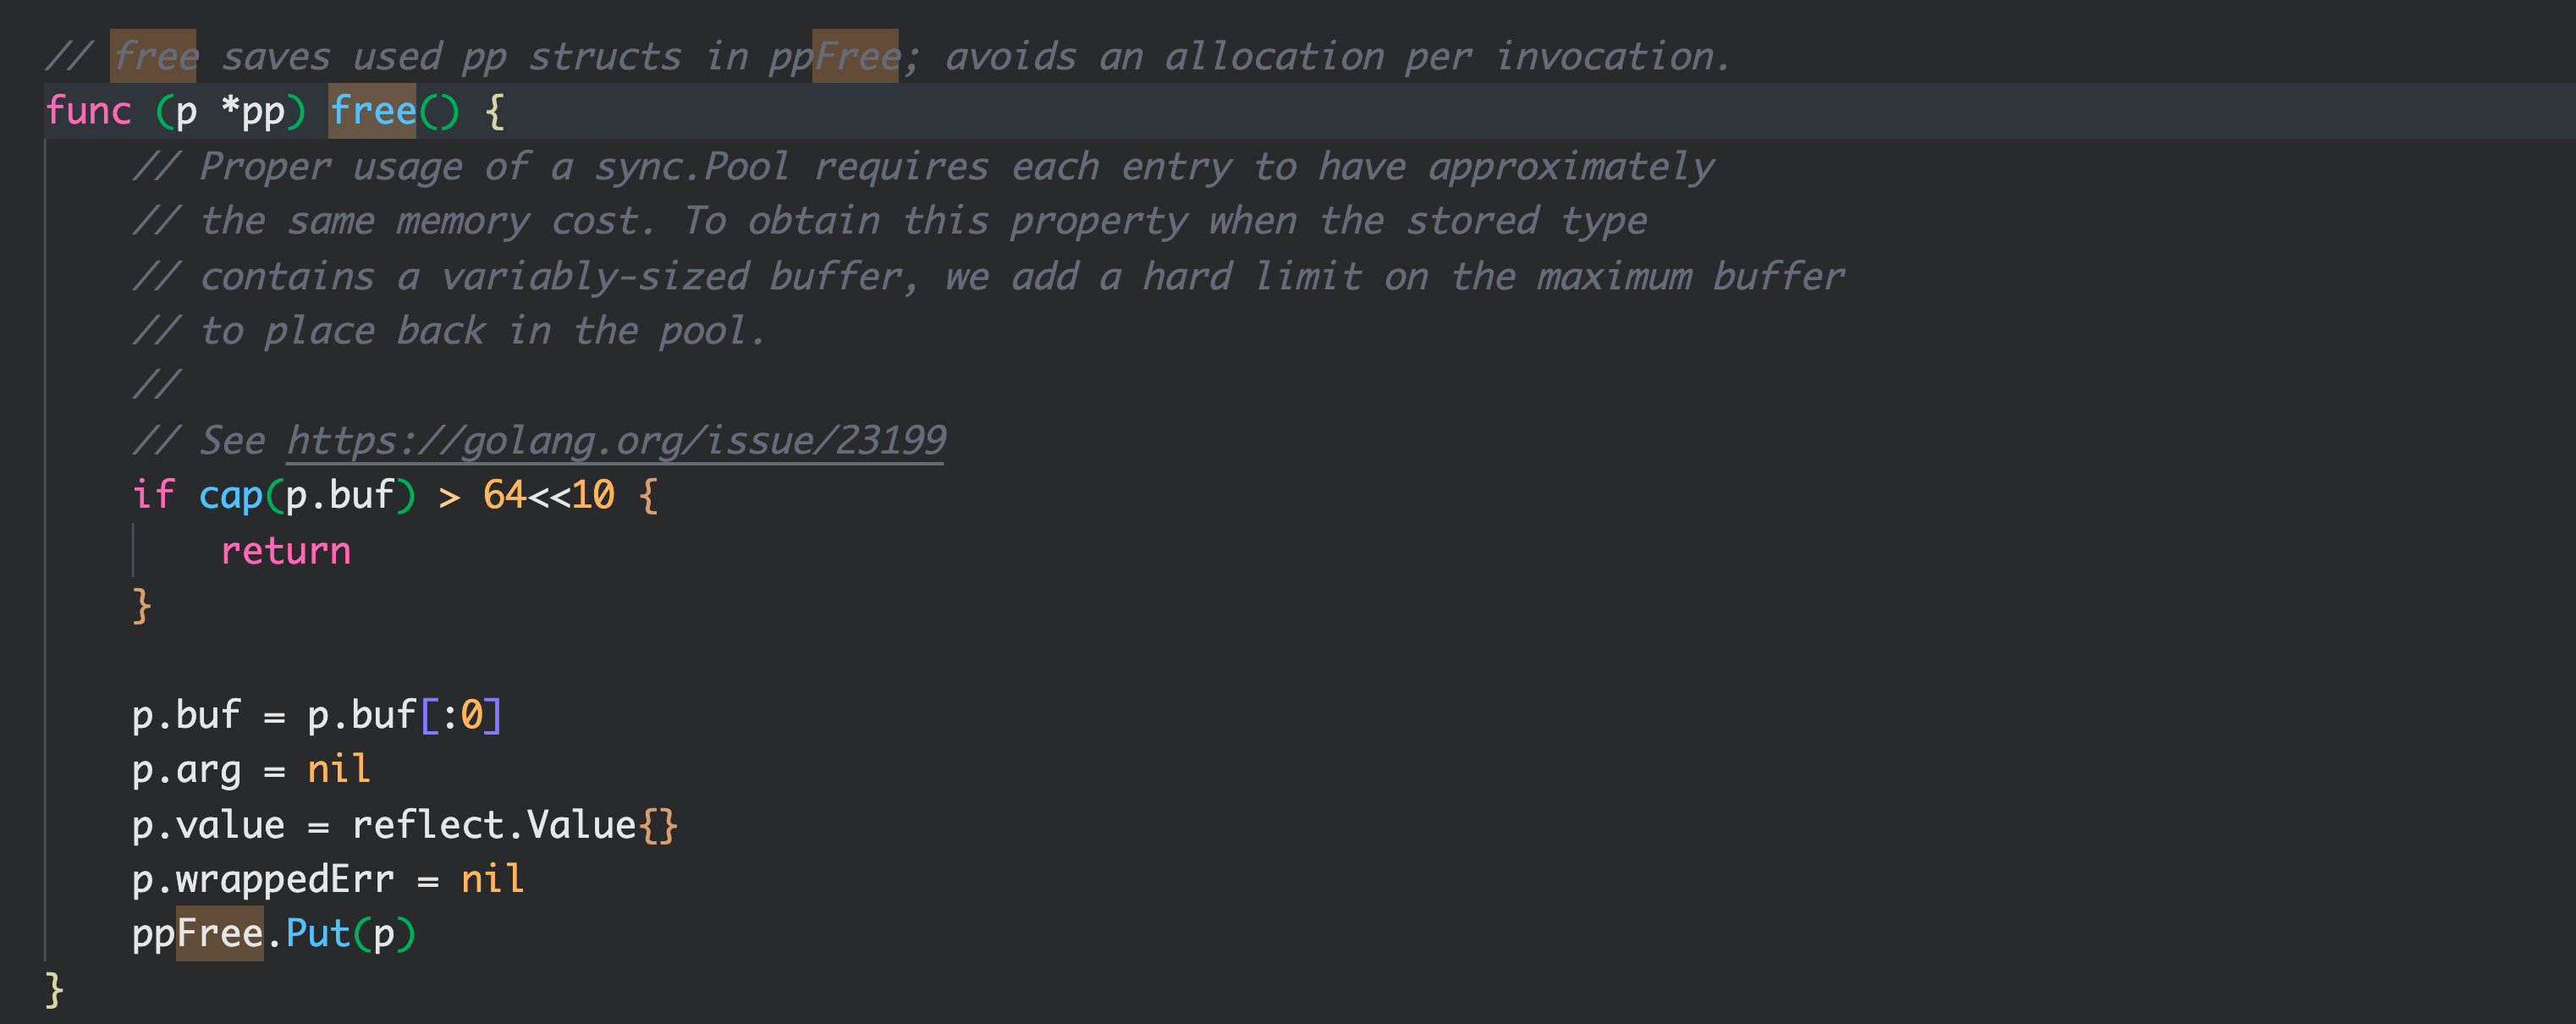 // free saves used pp structs in ppFree; avoids an allocation per invocation.
func (p *pp) free() {
    // Proper usage of a sync.Pool requires each entry to have approximately
    // the same memory cost. To obtain this property when the stored type
    // contains a variably-sized buffer, we add a hard limit on the maximum buffer
    // to place back in the pool.
    //
    // See https://golang.org/issue/23199
    if cap(p.buf) > 64<<10 {
        return
    }

    p.buf = p.buf[:0]
    p.arg = nil
    p.value = reflect.Value{}
    p.wrappedErr = nil
    ppFree.Put(p)
}